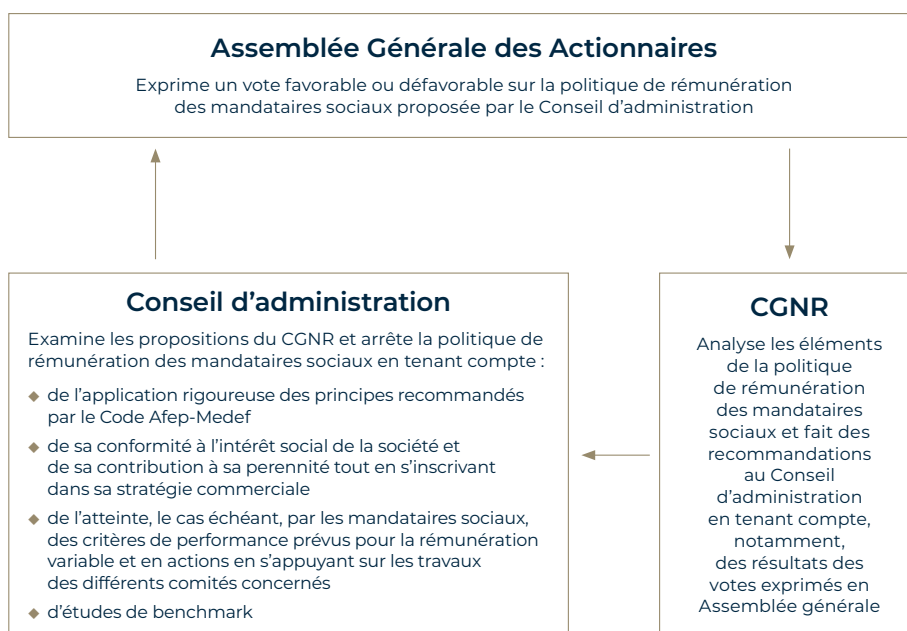 Assemblée Générale des Actionnaires
Exprime un vote favorable ou défavorable sur la politique de rémunération
des mandataires sociaux proposée par le Conseil d’administration
Conseil d’administration
Examine les propositions du CGNR et arrête la politique de
rémunération des mandataires sociaux en tenant compte :
◆ de l’application rigoureuse des principes recommandés
par le Code Afep-Medef
◆ de sa conformité à l’intérêt social de la société et
de sa contribution à sa perennité tout en s’inscrivant
dans sa stratégie commerciale
◆ de l’atteinte, le cas échéant, par les mandataires sociaux,
des critères de performance prévus pour la rémunération
variable et en actions en s’appuyant sur les travaux
des différents comités concernés
◆ d’études de benchmark
CGNR
Analyse les éléments
de la politique
de rémunération
des mandataires
sociaux et fait des
recommandations
au Conseil
d’administration
en tenant compte,
notamment,
des résultats des
votes exprimés en
Assemblée générale